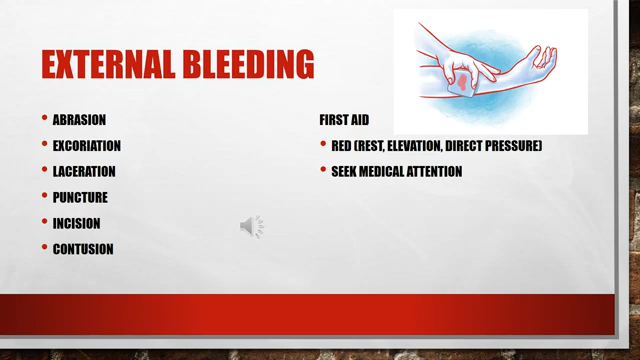 EXTERNAL BLEEDING
ABRASION
EXCORIATION
LACERATION
PUNCTURE
INCISION
CONTUSION
FIRST AID
RED (REST, ELEVATION, DIRECT PRESSURE)
SEEK MEDICAL ATTENTION